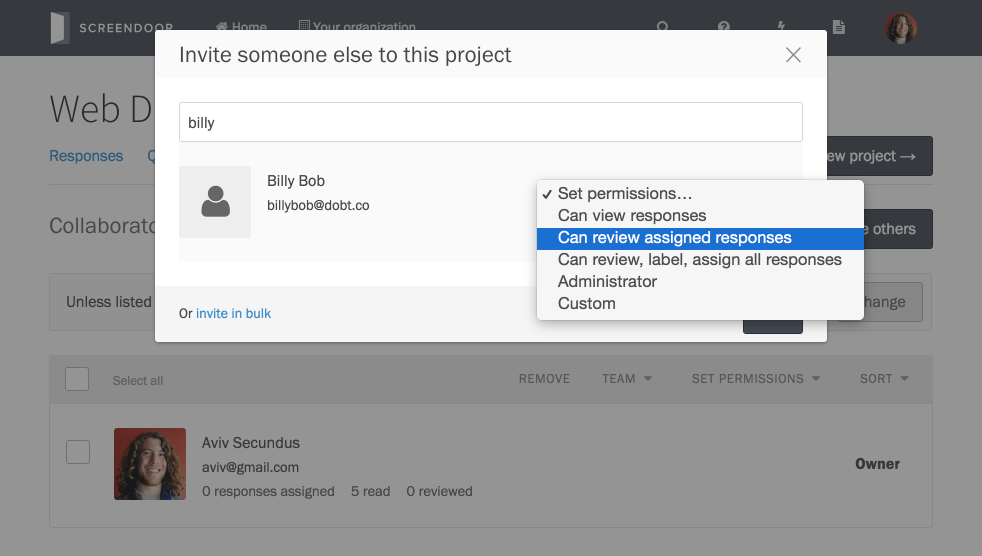 SCREENDOOR
Home
Your organization
Invite someone else to this project
Web D
billy
Responses
ew project →
Billy Bob
billybob@dobt.co
✓ Set permissions...
Can view responses
Can review assigned responses
Can review, label, assign all responses
Administrator
Custom
Collaborato
e others
Unless listed
hange
Or invite in bulk
Select all
REMOVE
TEAM
SET PERMISSIONS
SORT
Aviv Secundus
aviv@gmail.com
0 responses assigned 5 read 0 reviewed
Owner